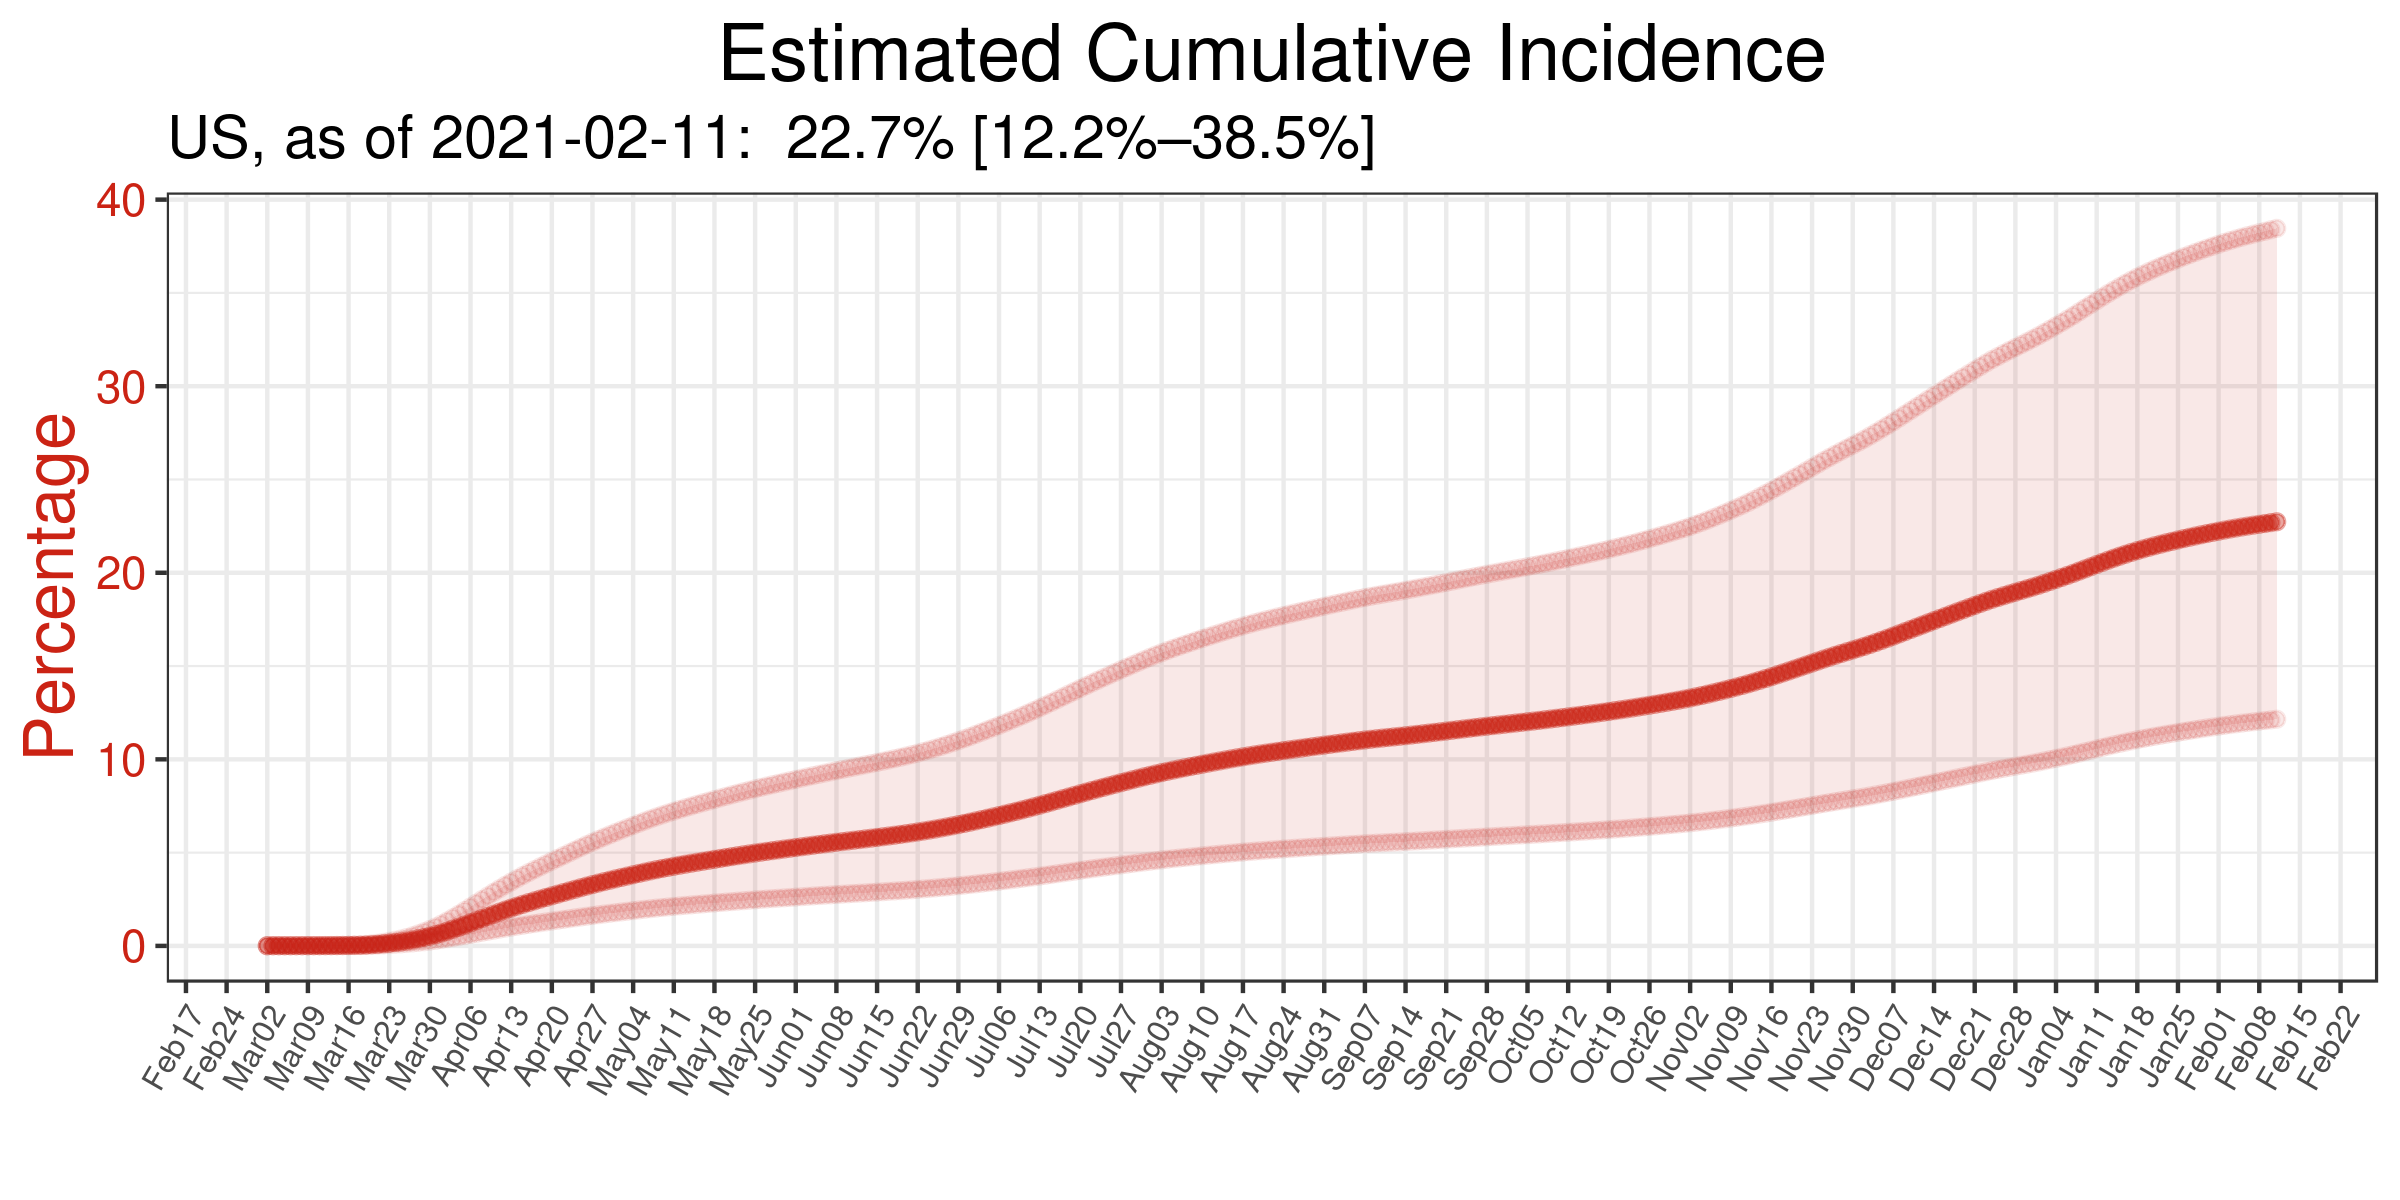 Estimated Cumulative Incidence
US, as of 2021-02-11: 22.7% [12.2%–38.5%]
Percentage
40
30
20
10
0
Feb17 Feb24 Mar02 Mar09 Mar16 Mar23 Mar30 Apr06 Apr13 Apr20 Apr27 May04 May11 May18 May25 Jun01 Jun08 Jun15 Jun22 Jun29 Jul06 Jul13 Jul20 Jul27 Aug03 Aug10 Aug17 Aug24 Aug31 Sep07 Sep14 Sep21 Sep28 Oct05 Oct12 Oct19 Oct26 Nov02 Nov09 Nov16 Nov23 Nov30 Dec07 Dec14 Dec21 Dec28 Jan04 Jan11 Jan18 Jan25 Feb01 Feb08 Feb15 Feb22